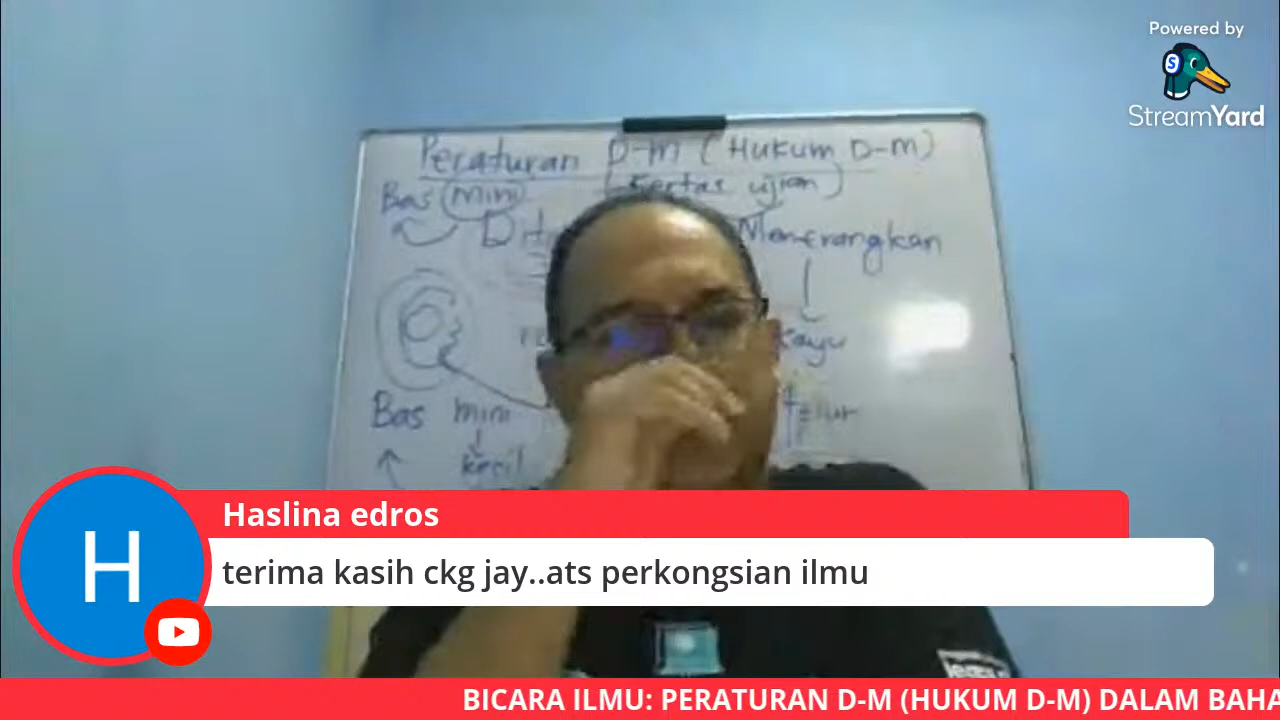 Powered by
StreamYard
Peraturan D-M (Hukum D-M)
Bas mini (Kertas ujian)
Menerangkan
kayu
Bas mini
kecil
telur
H
Haslina edros
terima kasih ckg jay..ats perkongsian ilmu
BICARA ILMU: PERATURAN D-M (HUKUM D-M) DALAM BAHA